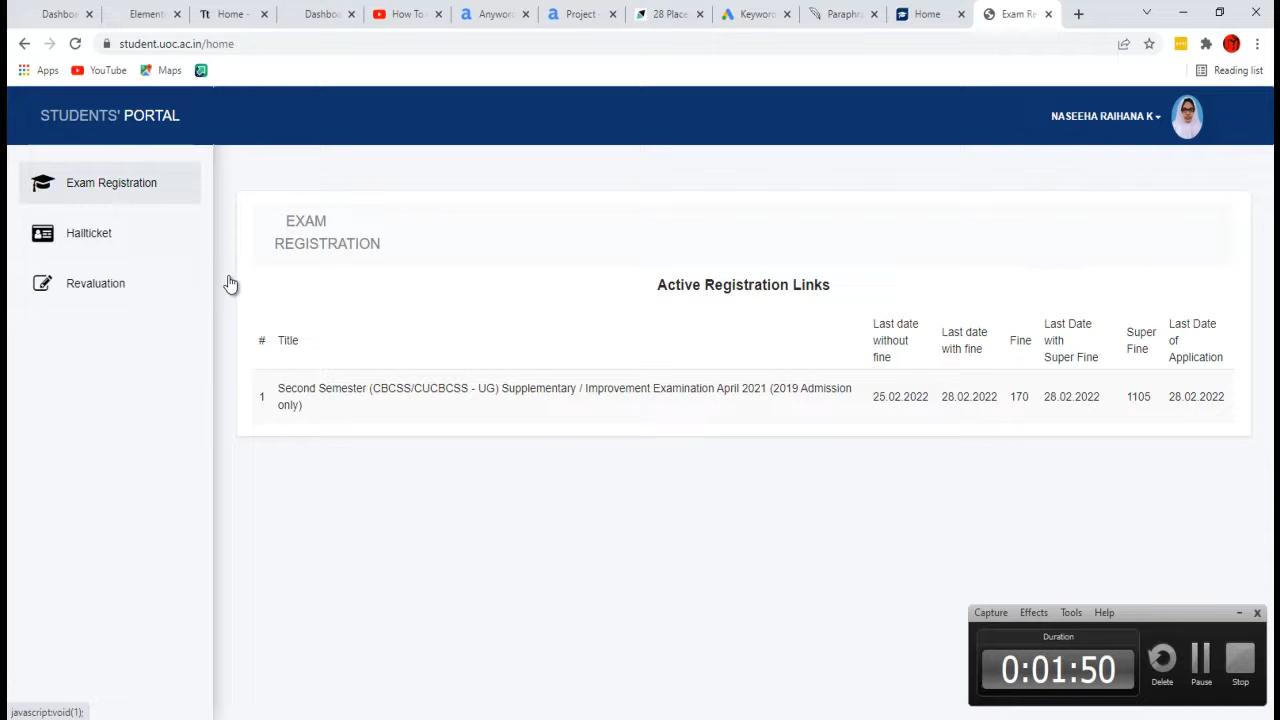 Dashboa
Element
Tt Home -
Dashboa
How To
Anywor
Project
28 Place
Keyword
Paraphra
Home
Exam Re
student.uoc.ac.in/home
Apps
YouTube
Maps
Reading list
STUDENTS' PORTAL
NASEEHA RAIHANA K
Exam Registration
Hallticket
Revaluation
EXAM
REGISTRATION
Active Registration Links
# Title
Last date
without
fine
Last date
with fine
Fine
Last Date
with
Super Fine
Super
Fine
Last Date
of
Application
1
Second Semester (CBCSS/CUCBCSS - UG) Supplementary / Improvement Examination April 2021 (2019 Admission
only)
25.02.2022 28.02.2022 170 28.02.2022 1105 28.02.2022
Capture Effects Tools Help
Duration
0:01:50
Delete Pause Stop
javascript:void(1);